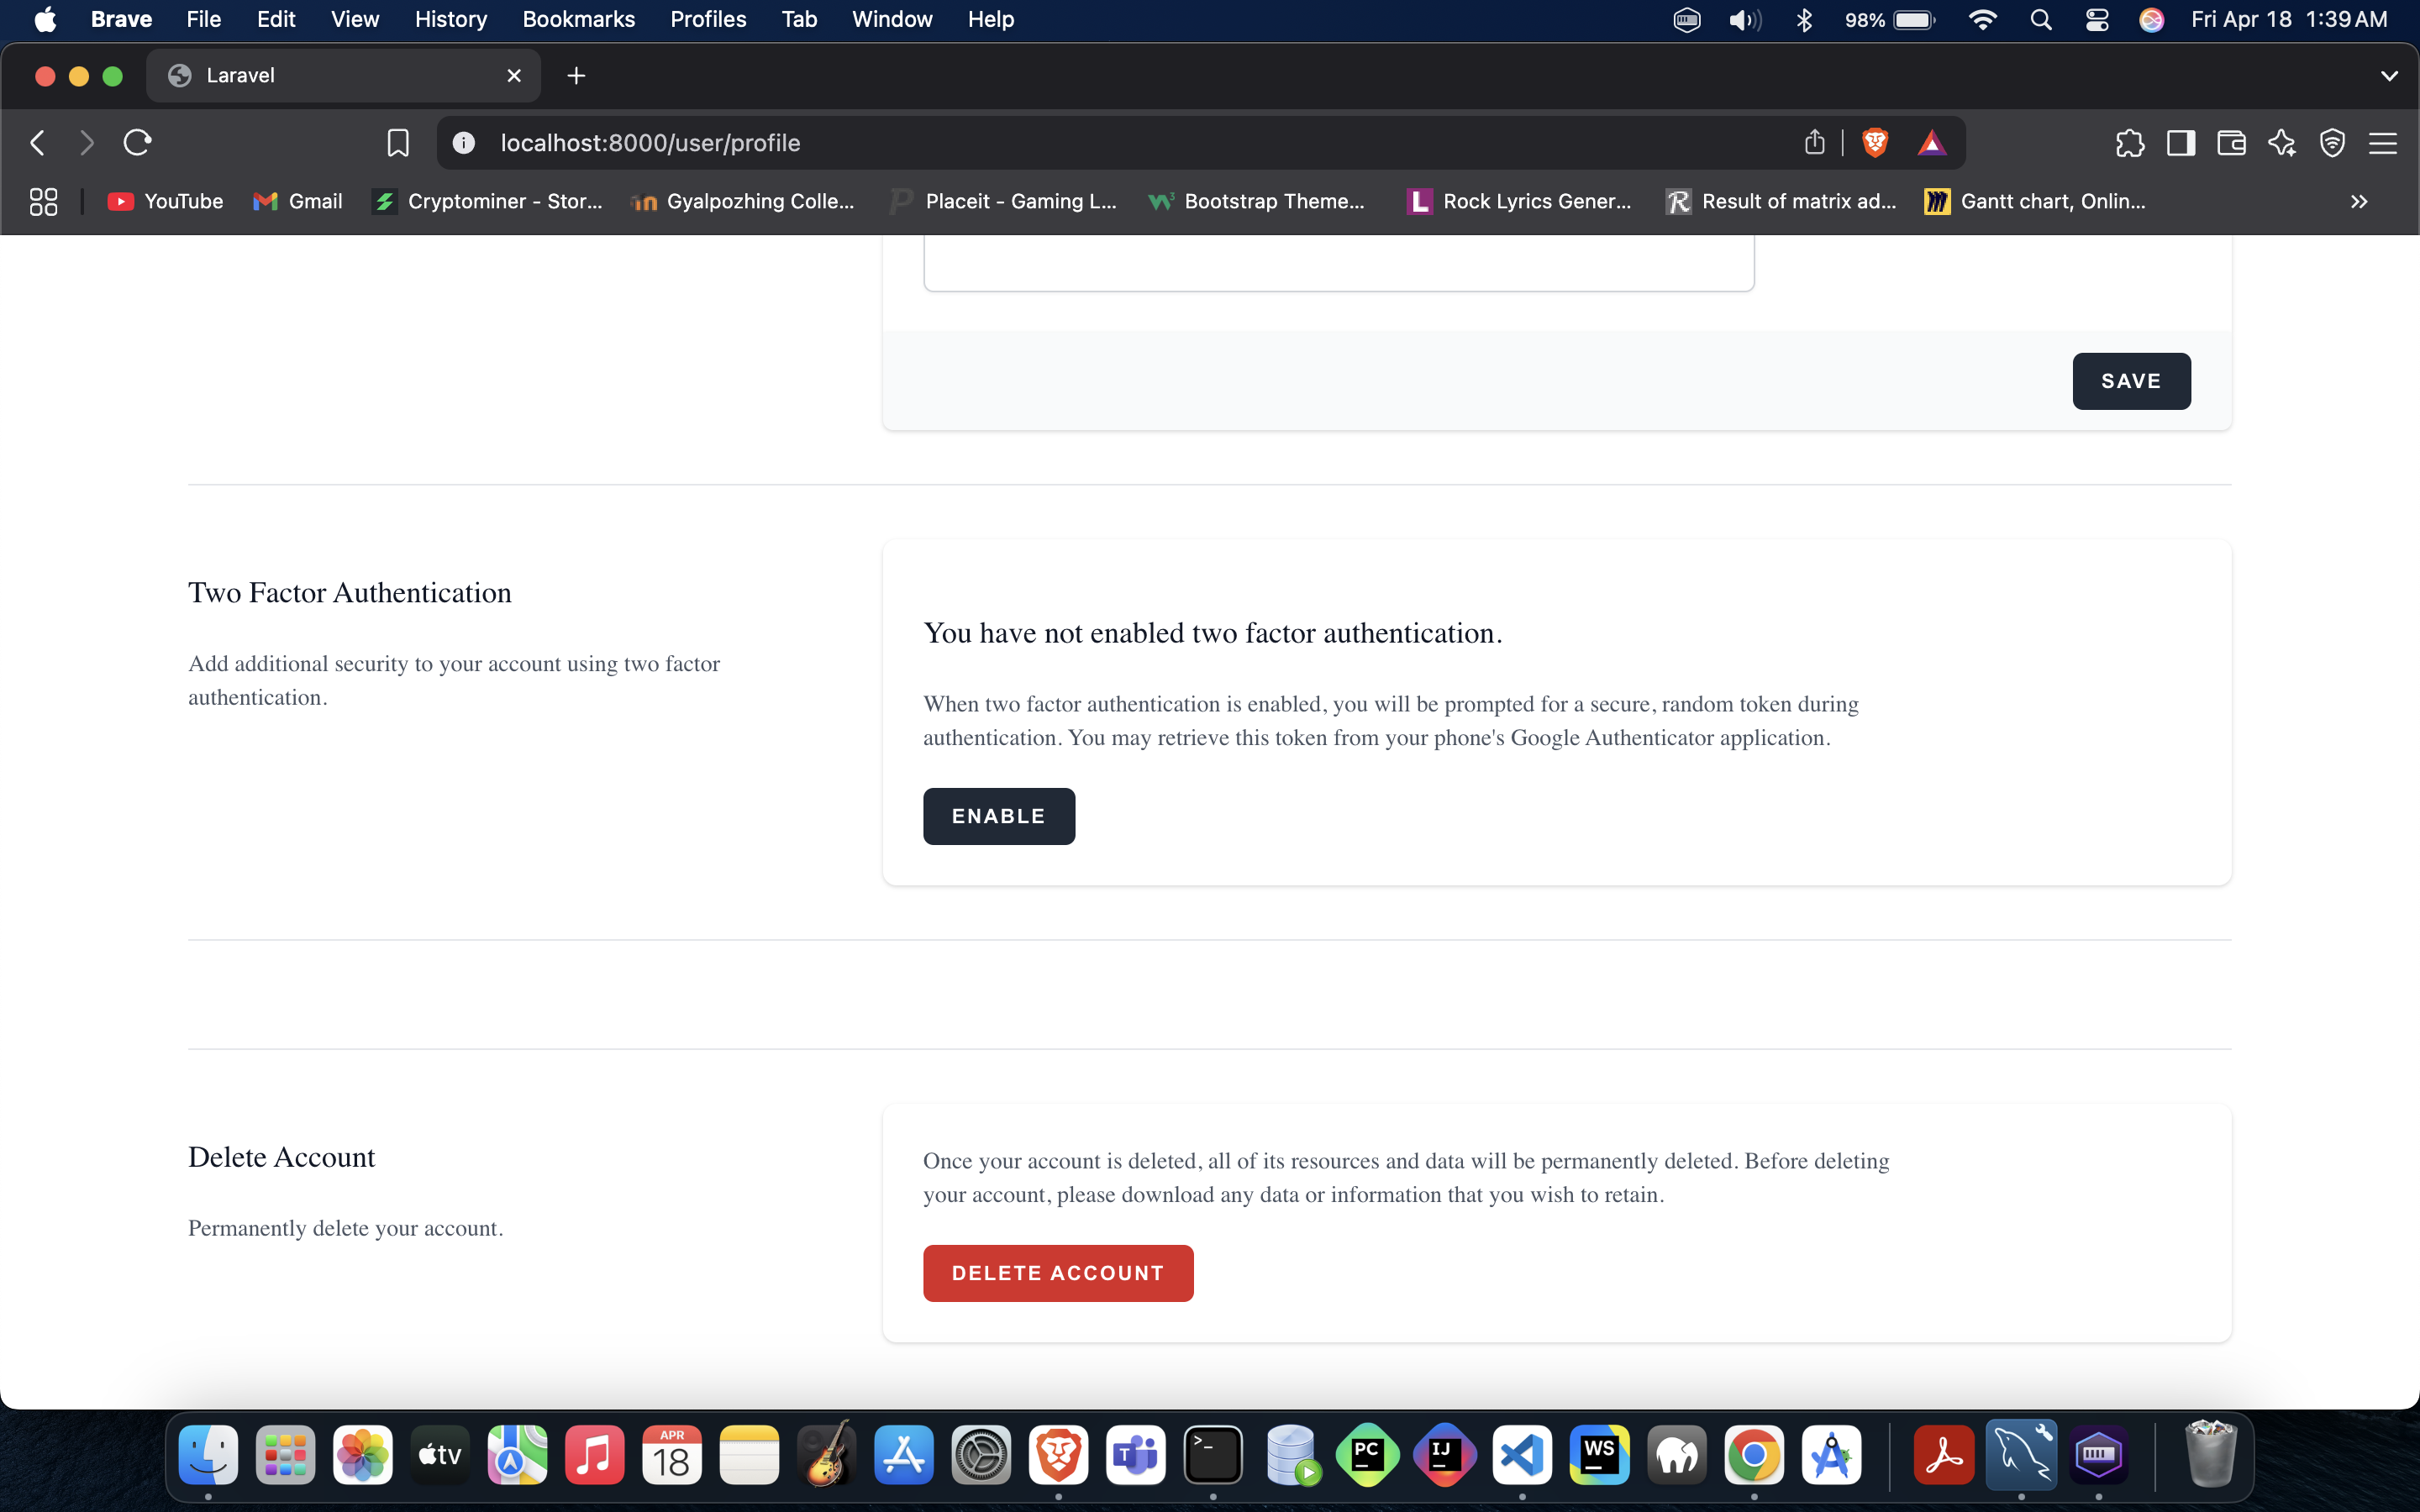 Brave File Edit View History Bookmarks Profiles Tab Window Help 98% Fri Apr 18 1:39 AM
Laravel
localhost:8000/user/profile
YouTube Gmail Cryptominer - Stor... Gyalpozhing Colle... Placeit - Gaming L... Bootstrap Theme... Rock Lyrics Gener... Result of matrix ad... Gantt chart, Onlin...
SAVE
Two Factor Authentication
Add additional security to your account using two factor
authentication.
You have not enabled two factor authentication.
When two factor authentication is enabled, you will be prompted for a secure, random token during
authentication. You may retrieve this token from your phone's Google Authenticator application.
ENABLE
Delete Account
Permanently delete your account.
Once your account is deleted, all of its resources and data will be permanently deleted. Before deleting
your account, please download any data or information that you wish to retain.
DELETE ACCOUNT
tv APR
18 PC IJ WS